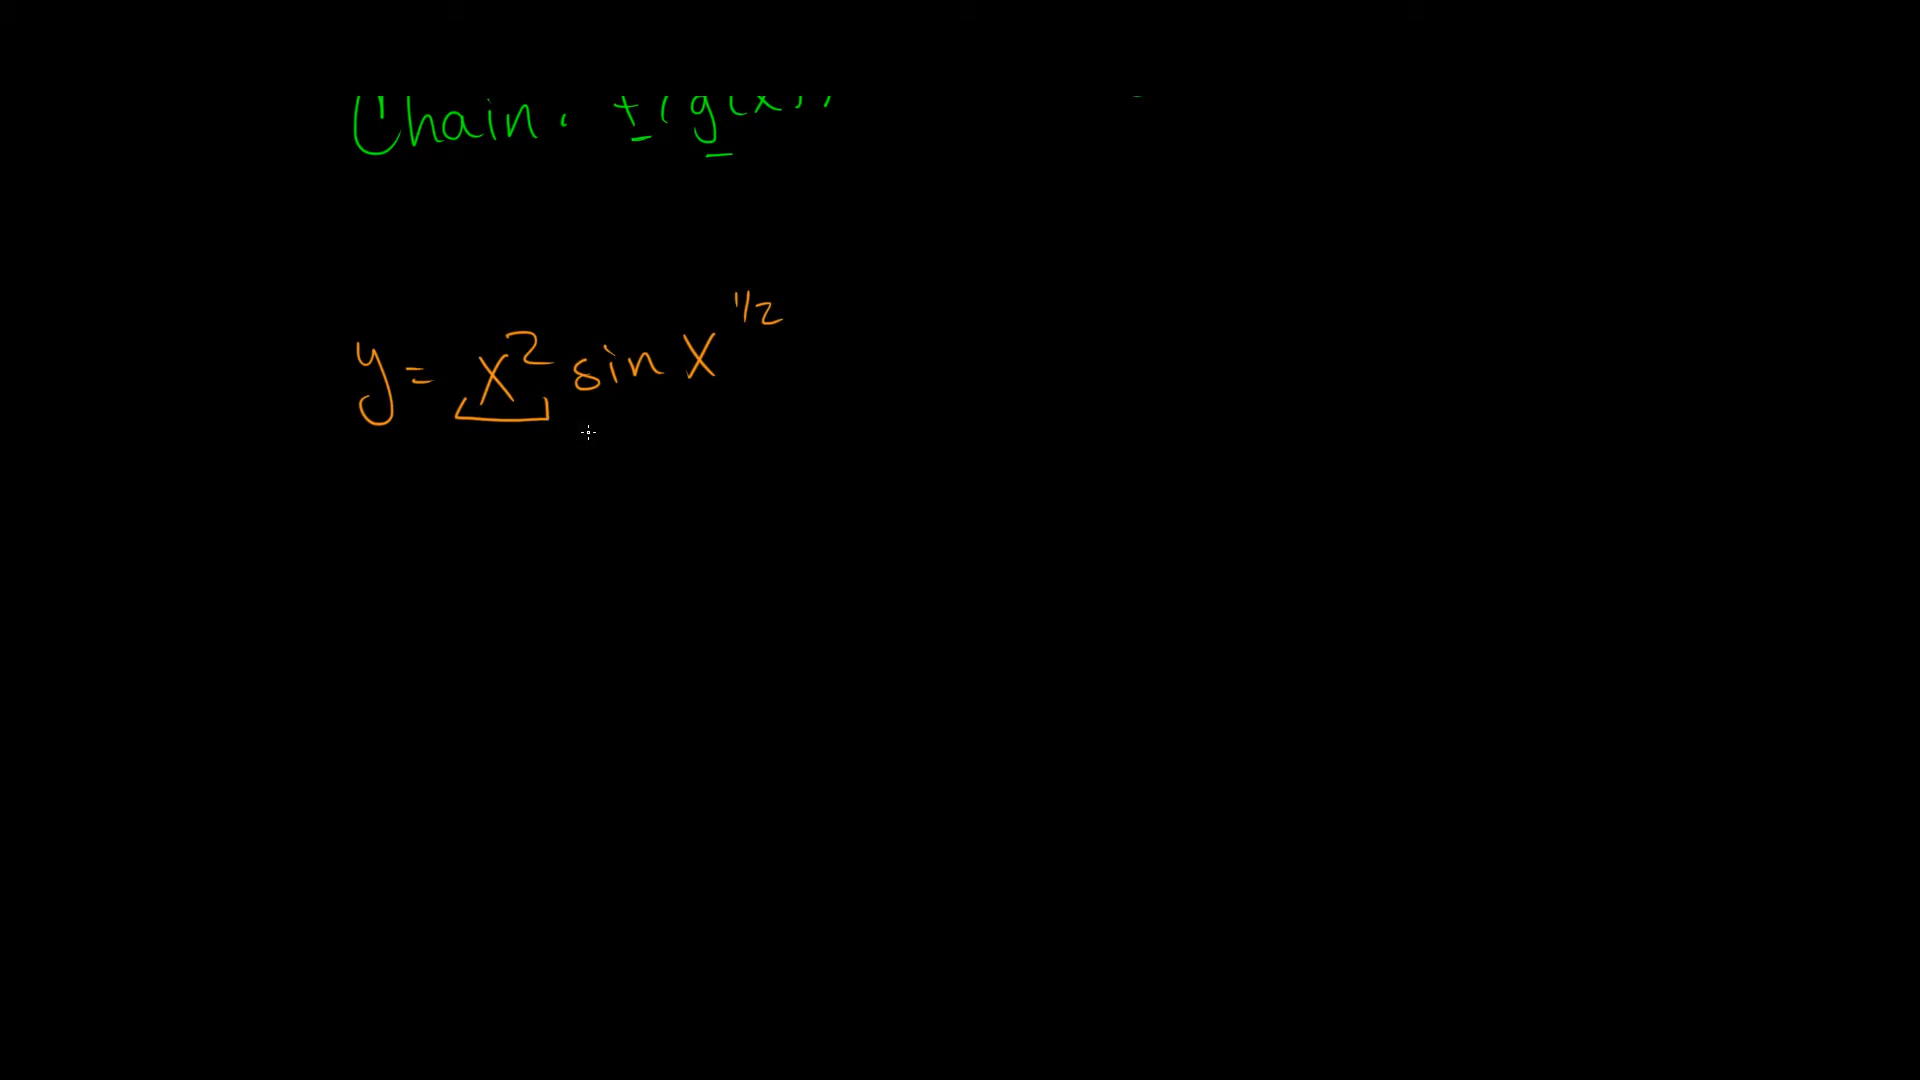 Chain: f(g(x))
y = x² sin x^1/2